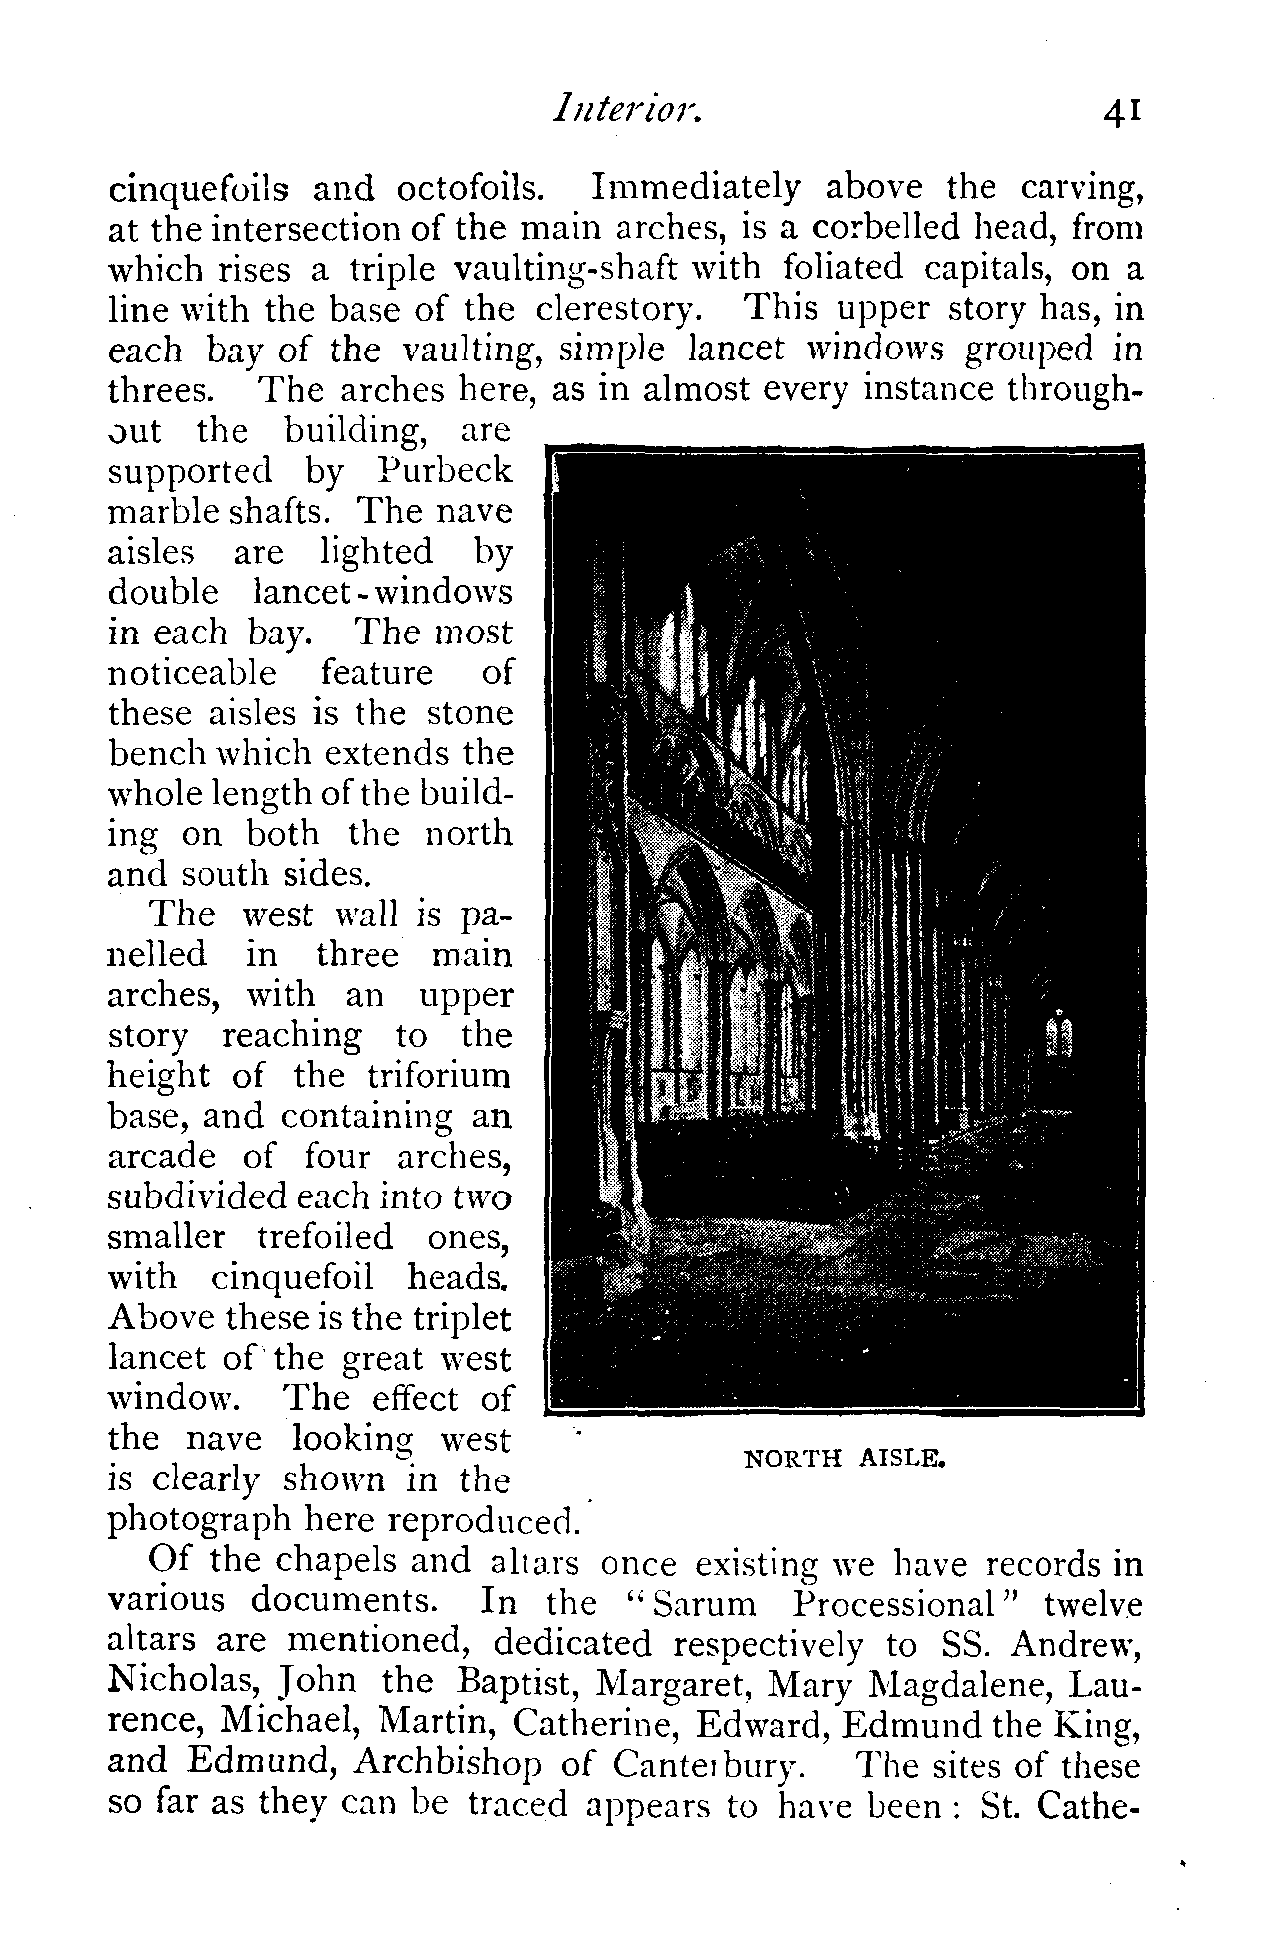 Interior. 41
cinquefoils and octofoils. Immediately above the carving,
at the intersection of the main arches, is a corbelled head, from
which rises a triple vaulting-shaft with foliated capitals, on a
line with the base of the clerestory. This upper story has, in
each bay of the vaulting, simple lancet windows grouped in
threes. The arches here, as in almost every instance through-
out the building, are
supported by Purbeck
marble shafts. The nave
aisles are lighted by
double lancet-windows
in each bay. The most
noticeable feature of
these aisles is the stone
bench which extends the
whole length of the build-
ing on both the north
and south sides.
The west wall is pa-
nelled in three main
arches, with an upper
story reaching to the
height of the triforium
base, and containing an
arcade of four arches,
subdivided each into two
smaller trefoiled ones,
with cinquefoil heads.
Above these is the triplet
lancet of the great west
window. The effect of
the nave looking west
is clearly shown in the
photograph here reproduced.
NORTH AISLE.
Of the chapels and altars once existing we have records in
various documents. In the "Sarum Processional" twelve
altars are mentioned, dedicated respectively to SS. Andrew,
Nicholas, John the Baptist, Margaret, Mary Magdalene, Lau-
rence, Michael, Martin, Catherine, Edward, Edmund the King,
and Edmund, Archbishop of Canterbury. The sites of these
so far as they can be traced appears to have been : St. Cathe-